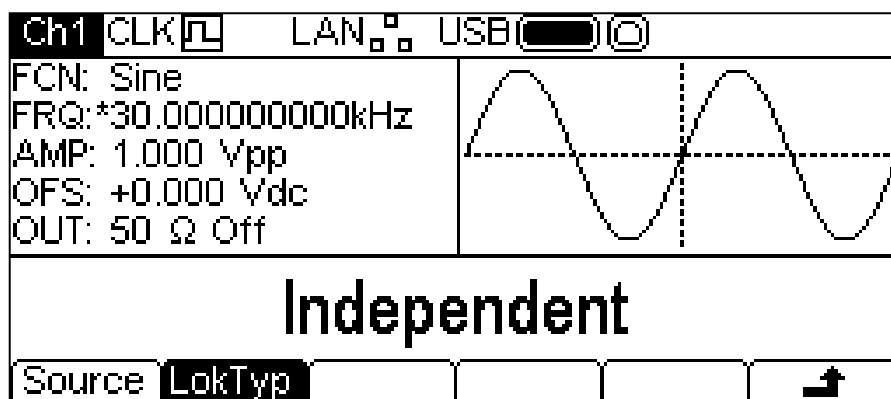 Ch1 CLK LAN USB
FCN: Sine
FRQ:*30.000000000kHz
AMP: 1.000 Vpp
OFS: +0.000 Vdc
OUT: 50 Ω Off
Independent
Source LokTyp